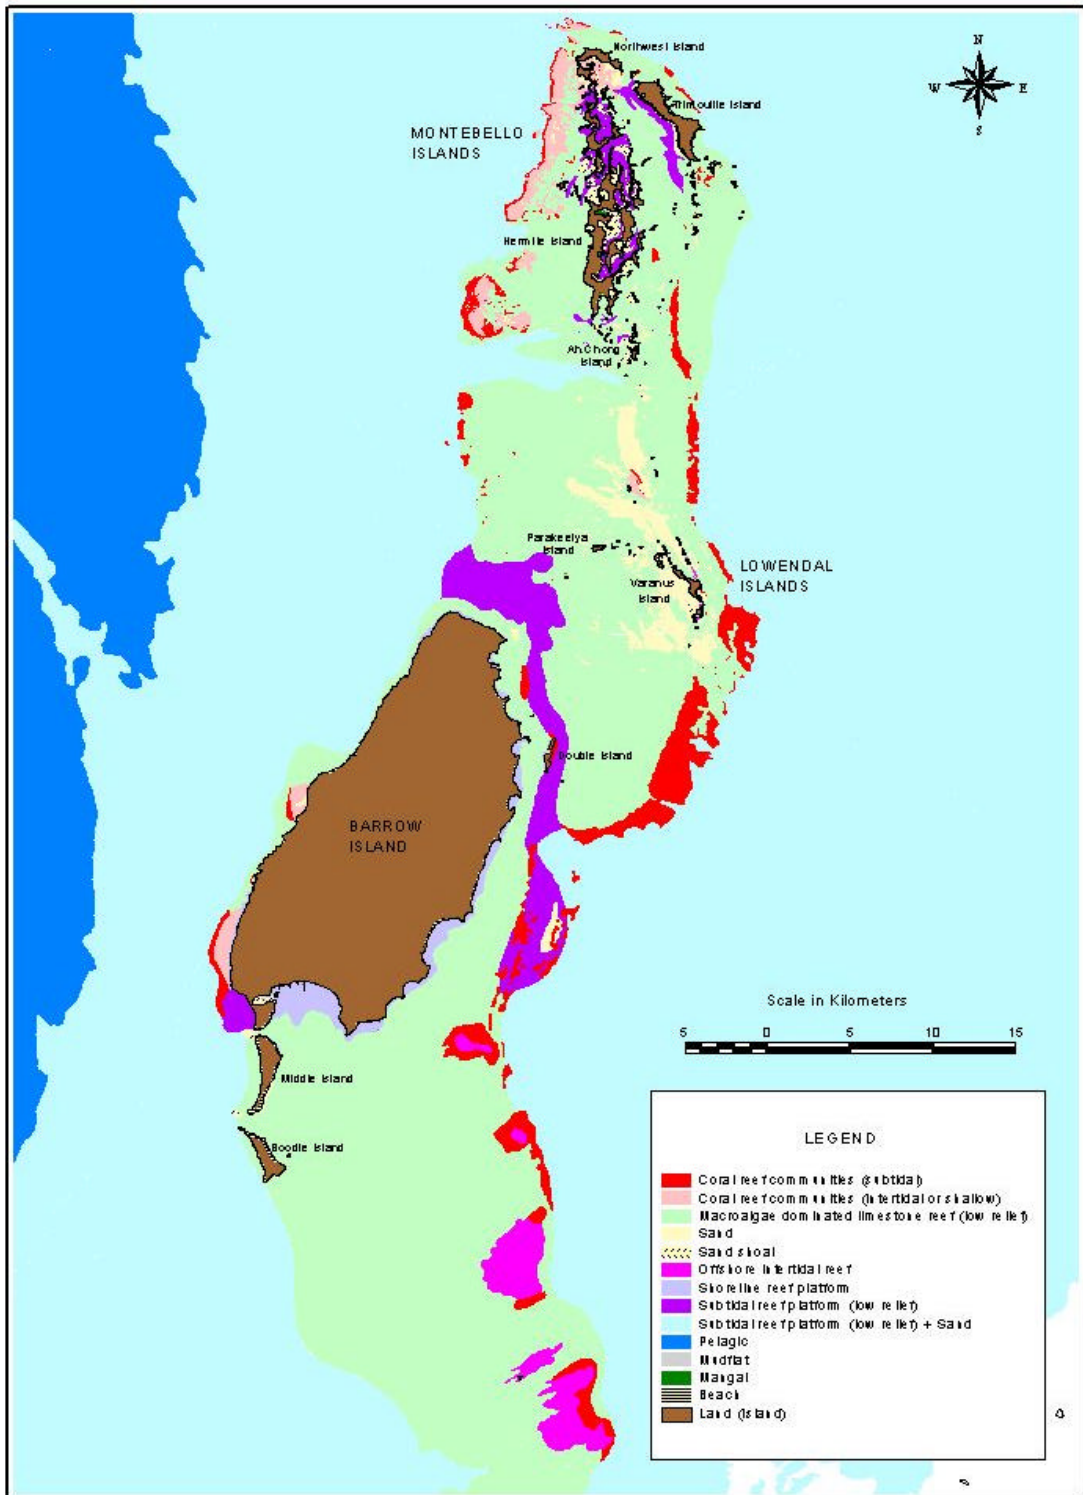 N
W
E
S
Northwest Island
Trimouille Island
MONTEBELLO
ISLANDS
Hermite Island
Ah Chong
Island
Parakeelya
Island
LOWENDAL
ISLANDS
Varanus
Island
Double Island
BARROW
ISLAND
Scale in Kilometers
5 0 5 10 15
Middle Island
Boodie Island
LEGEND
Coral reef communities (subtidal)
Coral reef communities (intertidal or shallow)
Macroalgae dominated limestone reef (low relief)
Sand
Sand shoal
Offshore intertidal reef
Shoreline reef platform
Subtidal reef platform (low relief)
Subtidal reef platform (low relief) + Sand
Pelagic
Mudflat
Mangal
Beach
Land (Island)